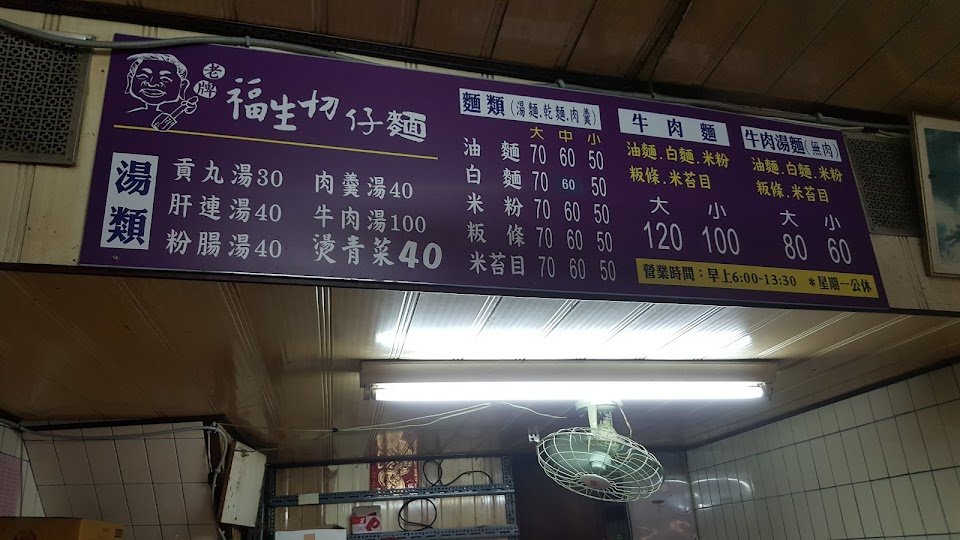 老牌
福生切仔麵
湯類
貢丸湯30
肝連湯40
粉腸湯40
肉羹湯40
牛肉湯100
燙青菜40
麵類(湯麵.乾麵.肉羹)
大 中 小
油麵 70 60 50
白麵 70 60 50
米粉 70 60 50
粄條 70 60 50
米苔目 70 60 50
牛肉麵
油麵.白麵.米粉
粄條.米苔目
大 小
120 100
牛肉湯麵(無肉)
油麵.白麵.米粉
粄條.米苔目
大 小
80 60
營業時間：早上6:00-13:30 *星期一公休